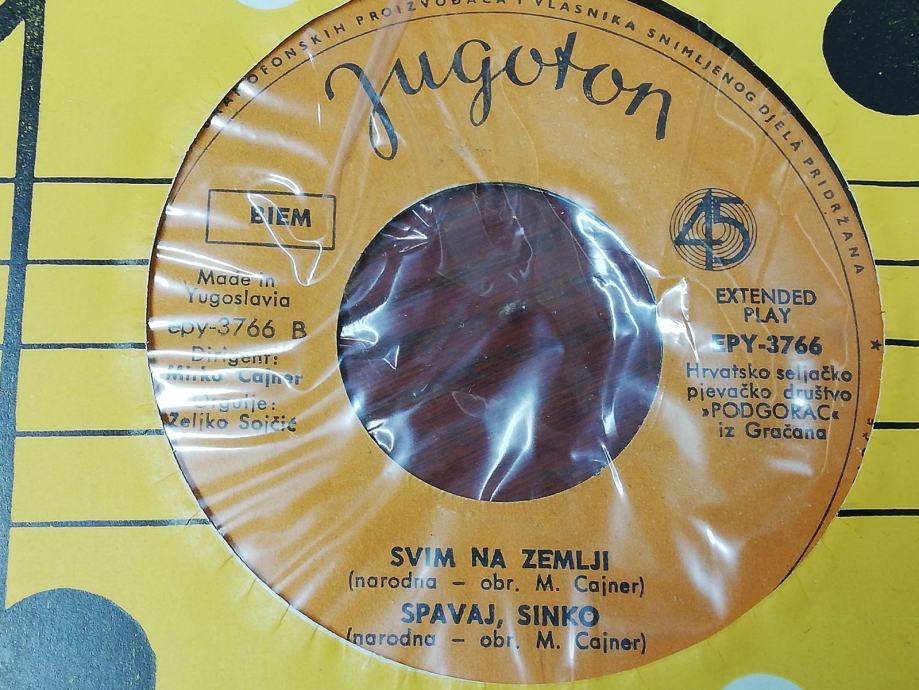 GRAMOFONSKIH PROIZVOĐAČA I VLASNIKA SNIMLJENOG DJELA PRIDRŽANA
Jugoton
BIEM
45
Made in
Yugoslavia
epy-3766 B
Dirigent:
Mirko Cajner
Orgulje:
Željko Sojčić
EXTENDED
PLAY
EPY-3766
Hrvatsko seljačko
pjevačko društvo
»PODGORAC«
iz Gračana
SVIM NA ZEMLJI
(narodna – obr. M. Cajner)
SPAVAJ, SINKO
(narodna – obr. M. Cajner)